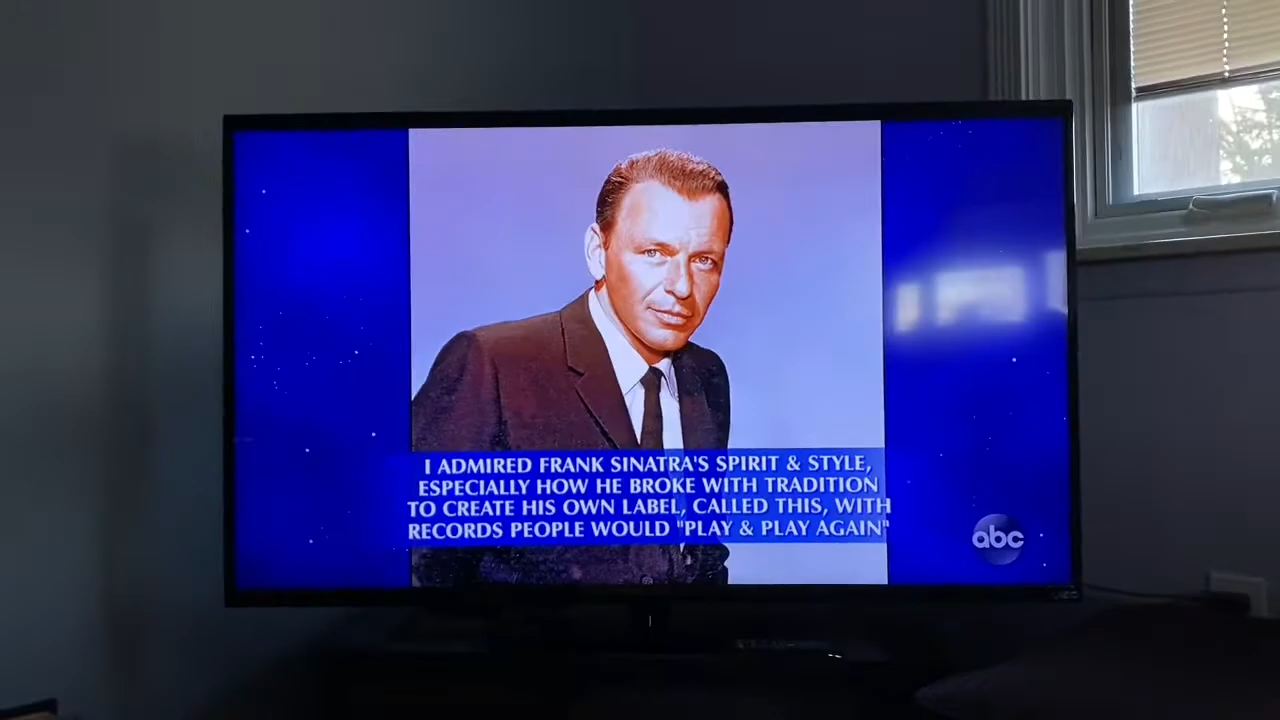 I ADMIRED FRANK SINATRA'S SPIRIT & STYLE,
ESPECIALLY HOW HE BROKE WITH TRADITION
TO CREATE HIS OWN LABEL, CALLED THIS, WITH
RECORDS PEOPLE WOULD "PLAY & PLAY AGAIN"
abc